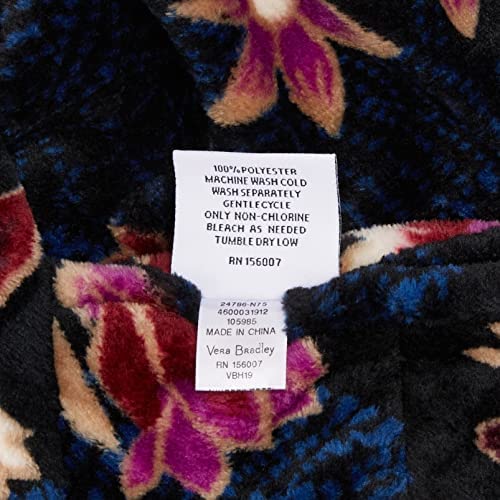 100% POLYESTER
MACHINE WASH COLD
WASH SEPARATELY
GENTLECYCLE
ONLY NON-CHLORINE
BLEACH AS NEEDED
TUMBLE DRY LOW
RN 156007
24786-N75
4600031912
105985
MADE IN CHINA
Vera Bradley
RN 156007
VBH19